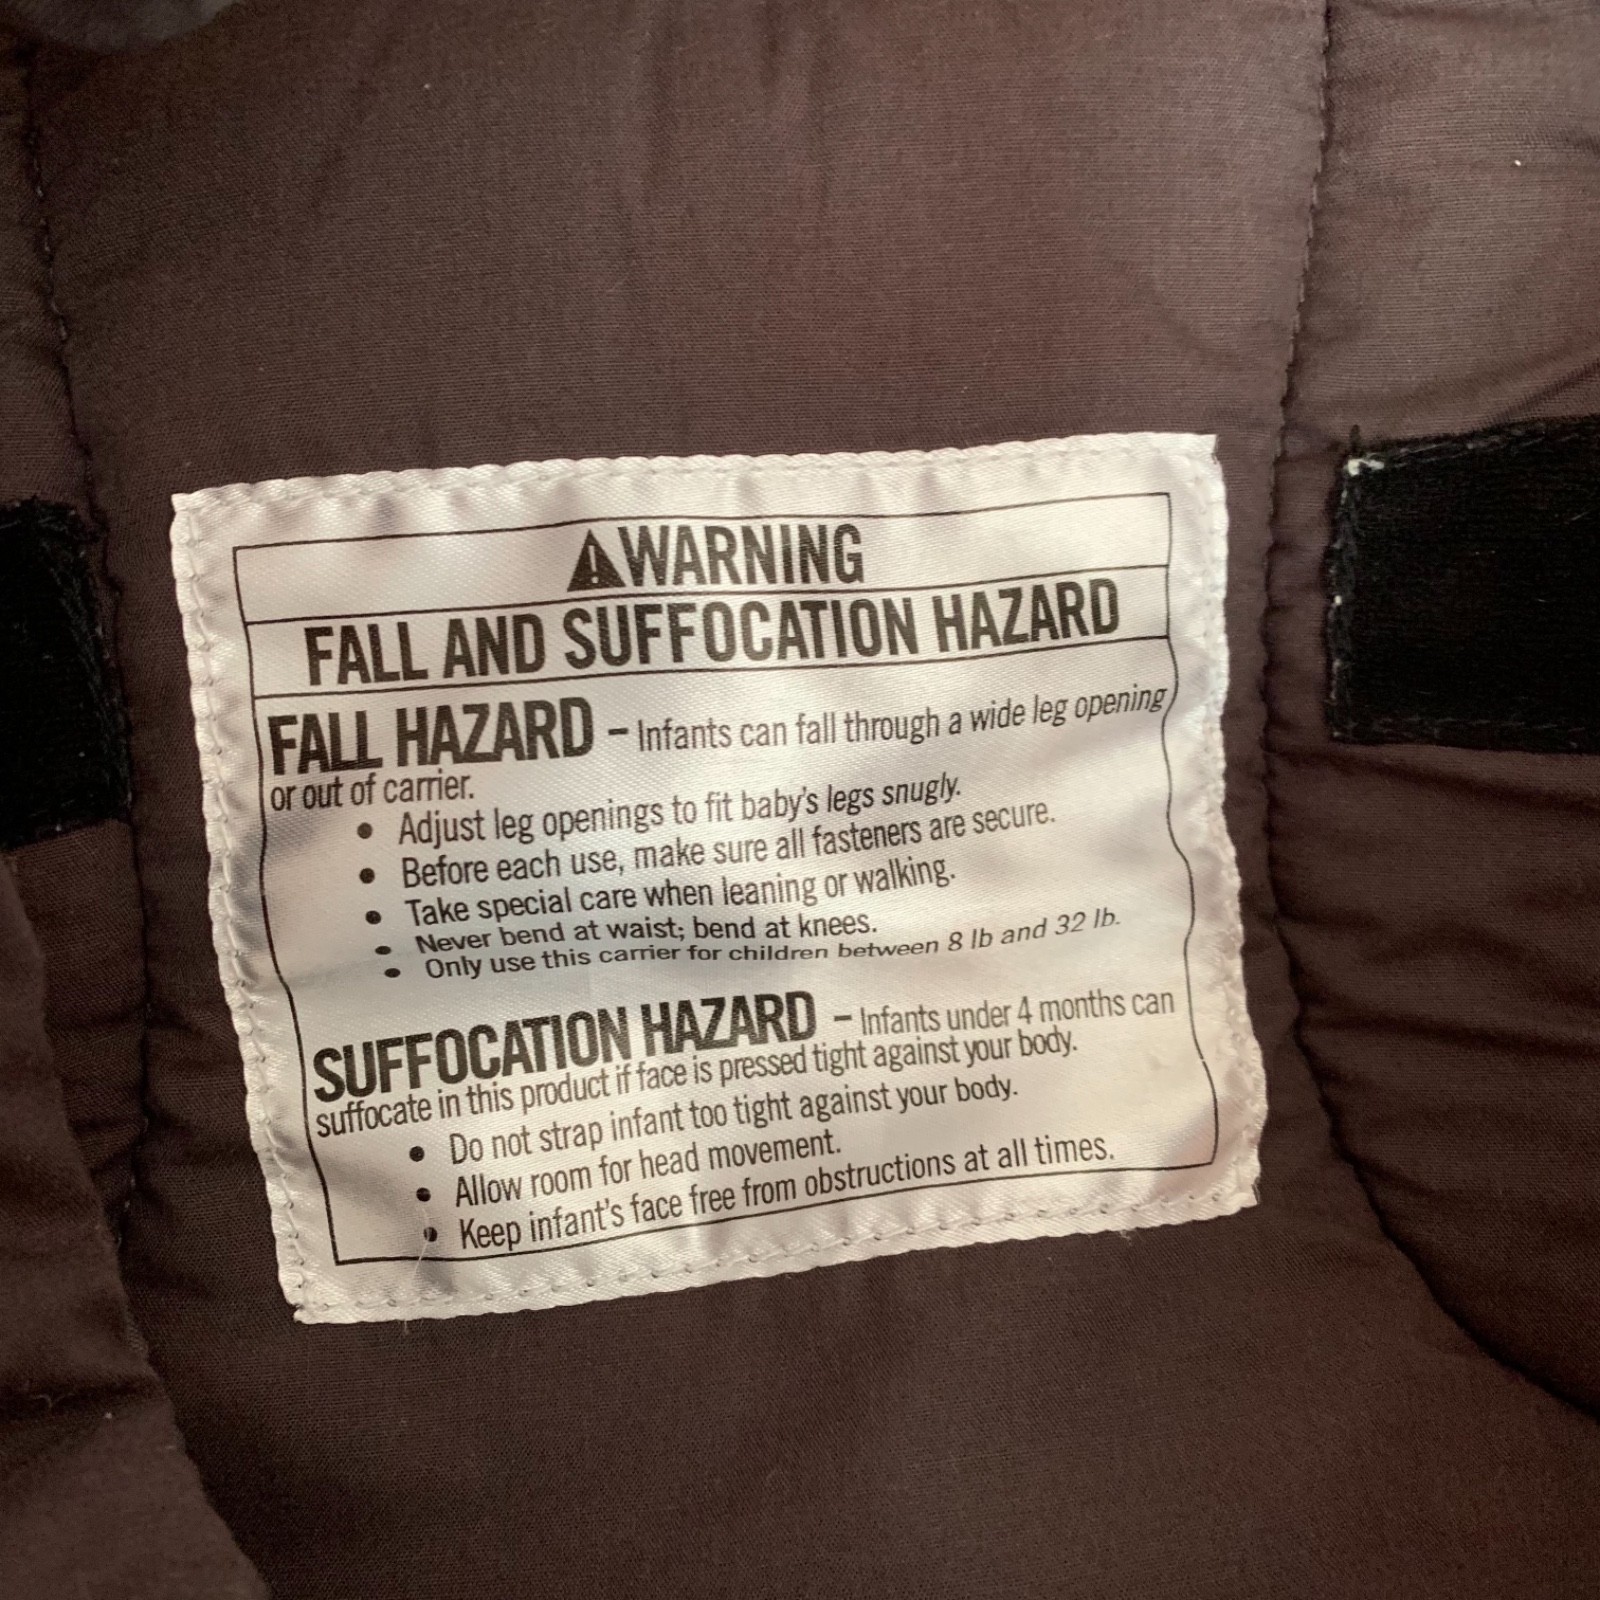 WARNING
FALL AND SUFFOCATION HAZARD
FALL HAZARD – Infants can fall through a wide leg opening
or out of carrier.
• Adjust leg openings to fit baby's legs snugly.
• Before each use, make sure all fasteners are secure.
• Take special care when leaning or walking.
• Never bend at waist; bend at knees.
• Only use this carrier for children between 8 lb and 32 lb.
SUFFOCATION HAZARD – Infants under 4 months can
suffocate in this product if face is pressed tight against your body.
• Do not strap infant too tight against your body.
• Allow room for head movement.
• Keep infant's face free from obstructions at all times.